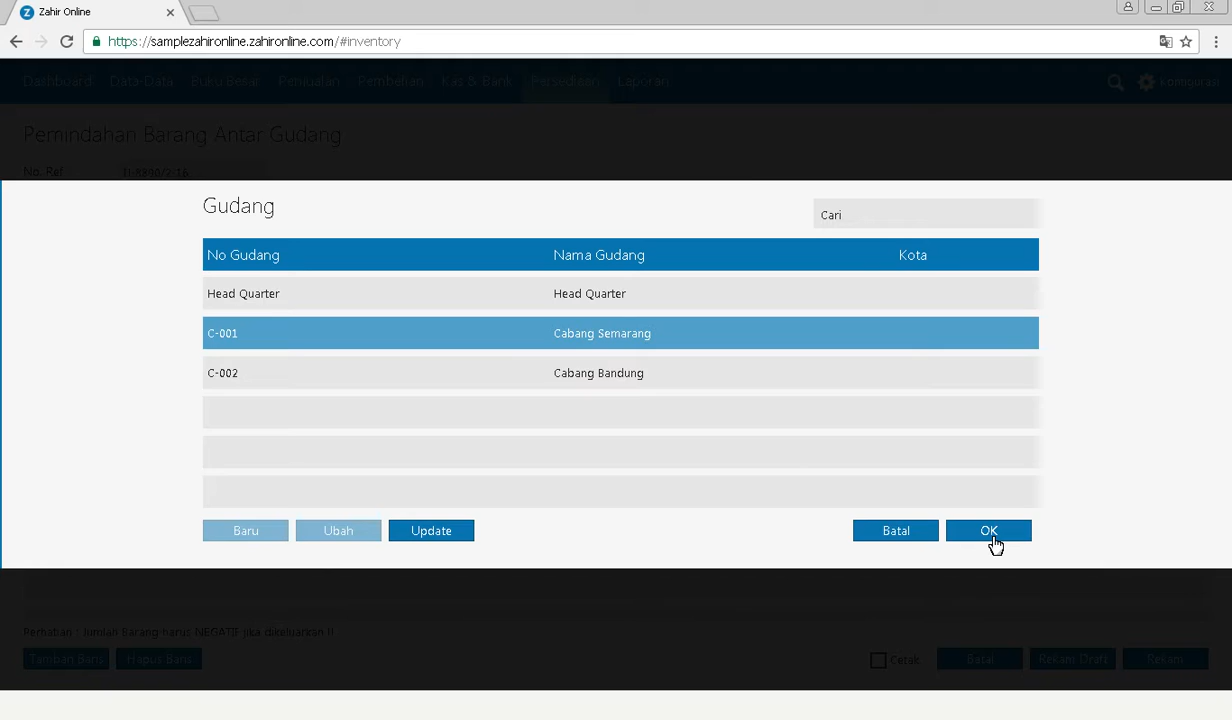 Zahir Online
https://samplezahironline.zahironline.com/#inventory
Dashboard Data-Data Buku Besar Penjualan Pembelian Kas & Bank Persediaan Laporan Konfigurasi
Pemindahan Barang Antar Gudang
No. Ref
Gudang
Cari
No Gudang Nama Gudang Kota
Head Quarter Head Quarter
C-001 Cabang Semarang
C-002 Cabang Bandung
Baru Ubah Update Batal OK
Perhatian : Jumlah Barang harus NEGATIF jika dikeluarkan !!
Tambah Baris Hapus Baris Cetak Batal Rekam Draft Rekam